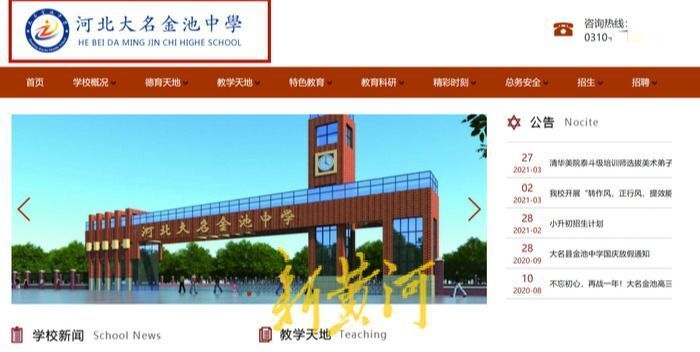 河北大名金池中學
HE BEI DA MING JIN CHI HIGHE SCHOOL
咨询热线:
0310-
首页 学校概况 德育天地 教学天地 特色教育 教育科研 精彩时刻 总务安全 招生 招聘
河北大名金池中学
新黄河
公告 Nocite
27
2021-03
清华美院泰斗级培训师选拔美术弟子
02
2021-03
我校开展“转作风、正行风、提效能
28
2021-03
小升初招生计划
28
2020-09
大名县金池中学国庆放假通知
10
2020-08
不忘初心,再战一年!大名金池高三
学校新闻 School News
教学天地 Teaching